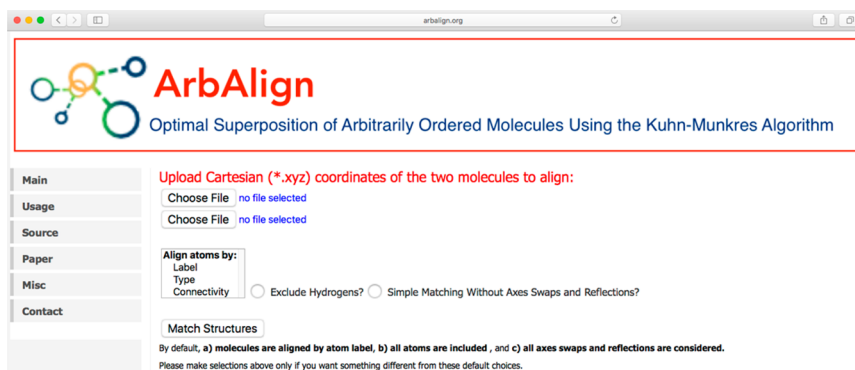 arbalign.org
ArbAlign
Optimal Superposition of Arbitrarily Ordered Molecules Using the Kuhn-Munkres Algorithm
Main
Usage
Source
Paper
Misc
Contact
Upload Cartesian (*.xyz) coordinates of the two molecules to align:
Choose File no file selected
Choose File no file selected
Align atoms by:
Label
Type
Connectivity
Exclude Hydrogens? Simple Matching Without Axes Swaps and Reflections?
Match Structures
By default, a) molecules are aligned by atom label, b) all atoms are included , and c) all axes swaps and reflections are considered.
Please make selections above only if you want something different from these default choices.